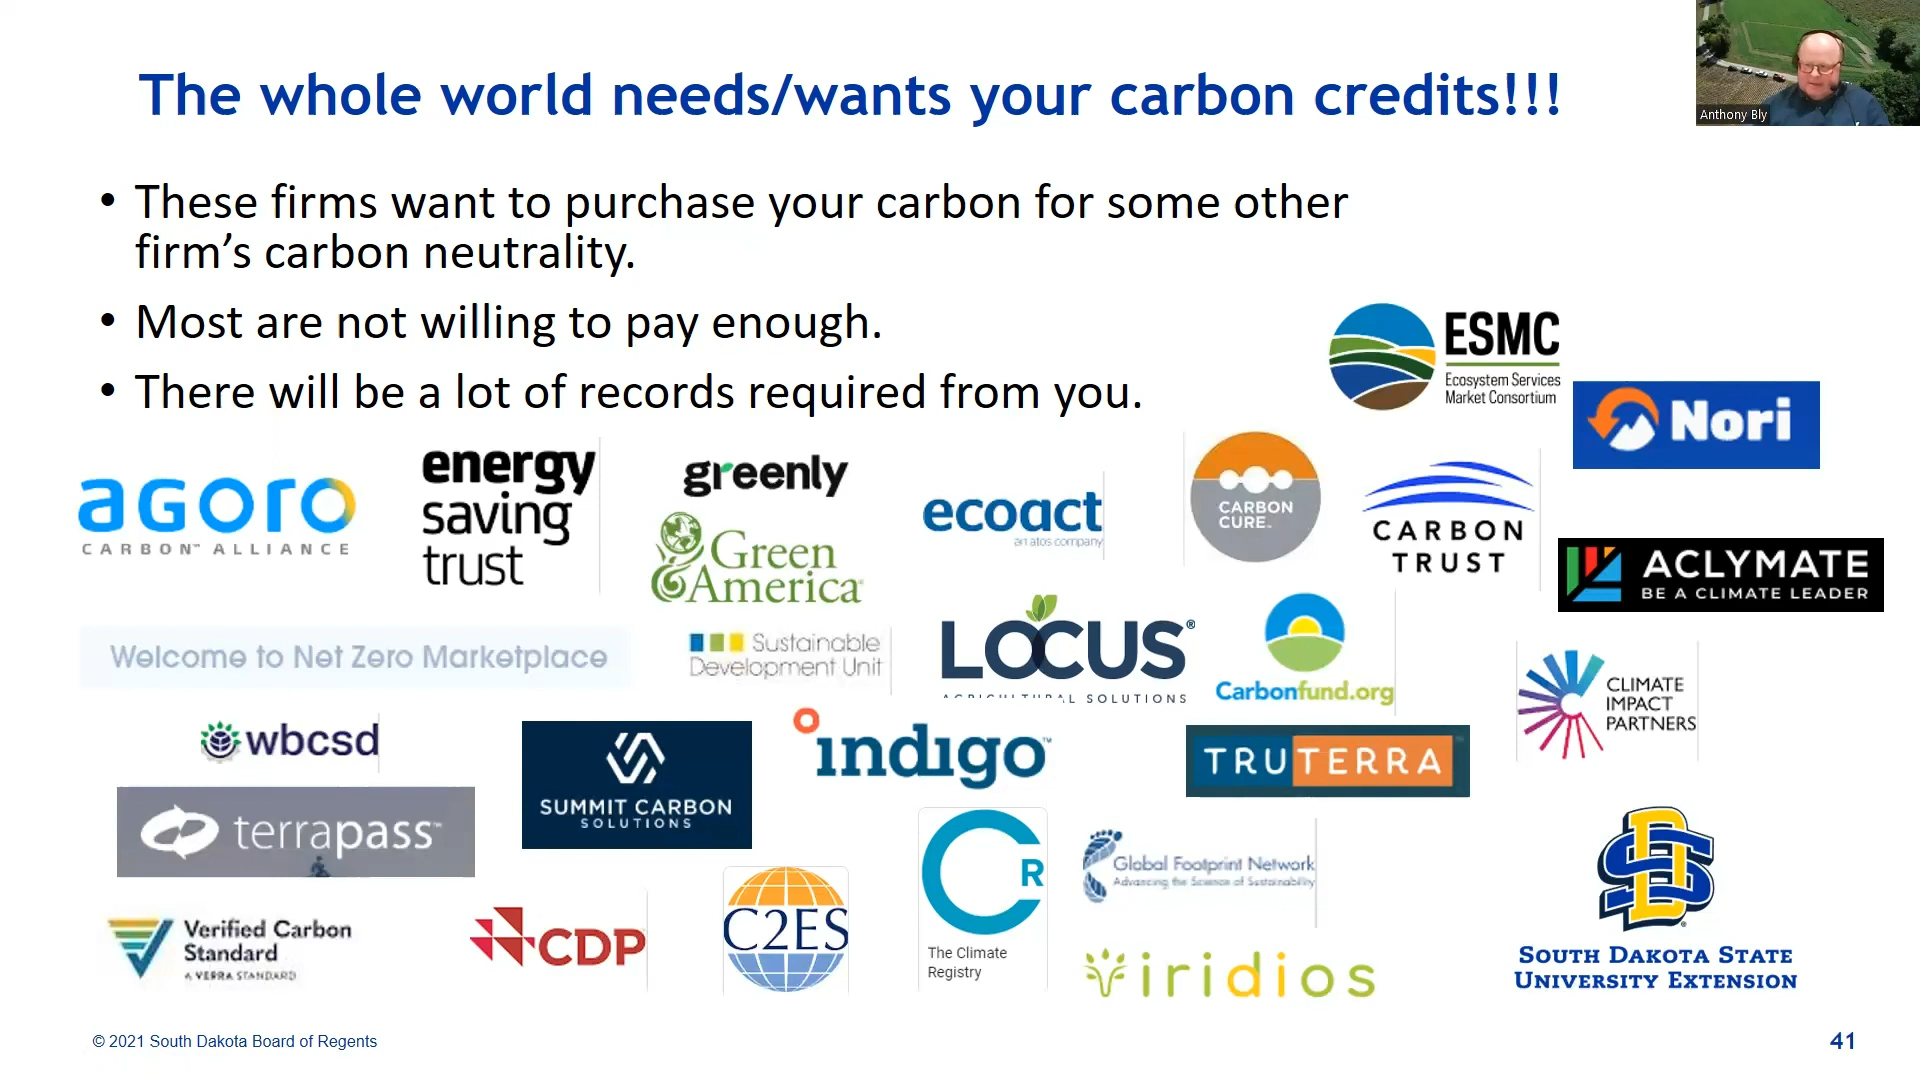 The whole world needs/wants your carbon credits!!!
Anthony Bly
• These firms want to purchase your carbon for some other
firm’s carbon neutrality.
• Most are not willing to pay enough.
• There will be a lot of records required from you.
ESMC
Ecosystem Services
Market Consortium
Nori
agoro
CARBON™ ALLIANCE
energy
saving
trust
greenly
Green
America
ecoact
an atos company
CARBON
CURE™
CARBON
TRUST
ACLYMATE
BE A CLIMATE LEADER
Welcome to Net Zero Marketplace
Sustainable
Development Unit
LOCUS®
AGRICULTURAL SOLUTIONS
Carbonfund.org
CLIMATE
IMPACT
PARTNERS
wbcsd
SUMMIT CARBON
SOLUTIONS
indigo™
TRUTERRA
terrapass™
Verified Carbon
Standard
A VERRA STANDARD
CDP
C2ES
CR
The Climate
Registry
Global Footprint Network
Advancing the Science of Sustainability
viridios
SOUTH DAKOTA STATE
UNIVERSITY EXTENSION
© 2021 South Dakota Board of Regents
41